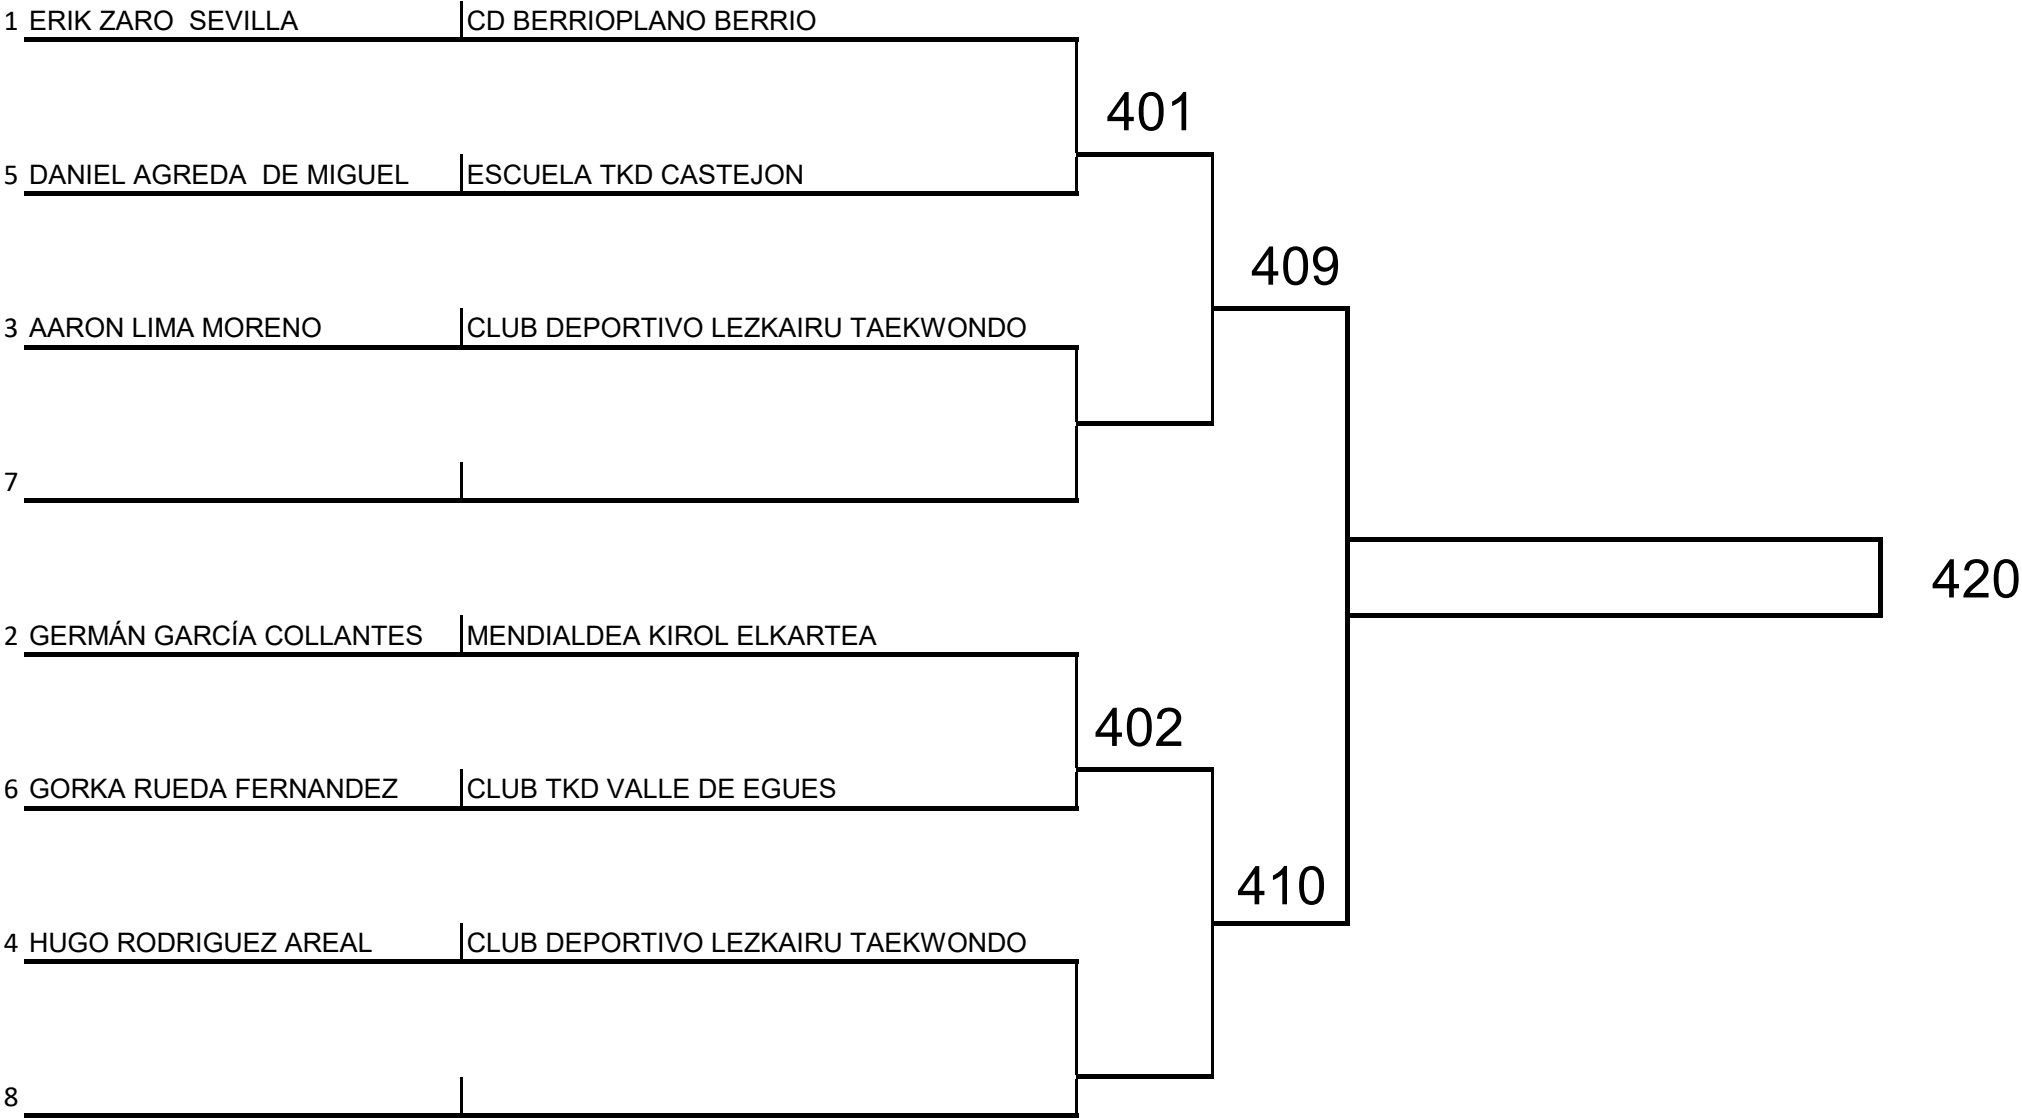 1 ERIK ZARO  SEVILLA CD BERRIOPLANO BERRIO
401
5 DANIEL AGREDA  DE MIGUEL ESCUELA TKD CASTEJON
409
3 AARON LIMA MORENO CLUB DEPORTIVO LEZKAIRU TAEKWONDO
7
420
2 GERMÁN GARCÍA COLLANTES MENDIALDEA KIROL ELKARTEA
402
6 GORKA RUEDA FERNANDEZ CLUB TKD VALLE DE EGUES
410
4 HUGO RODRIGUEZ AREAL CLUB DEPORTIVO LEZKAIRU TAEKWONDO
8